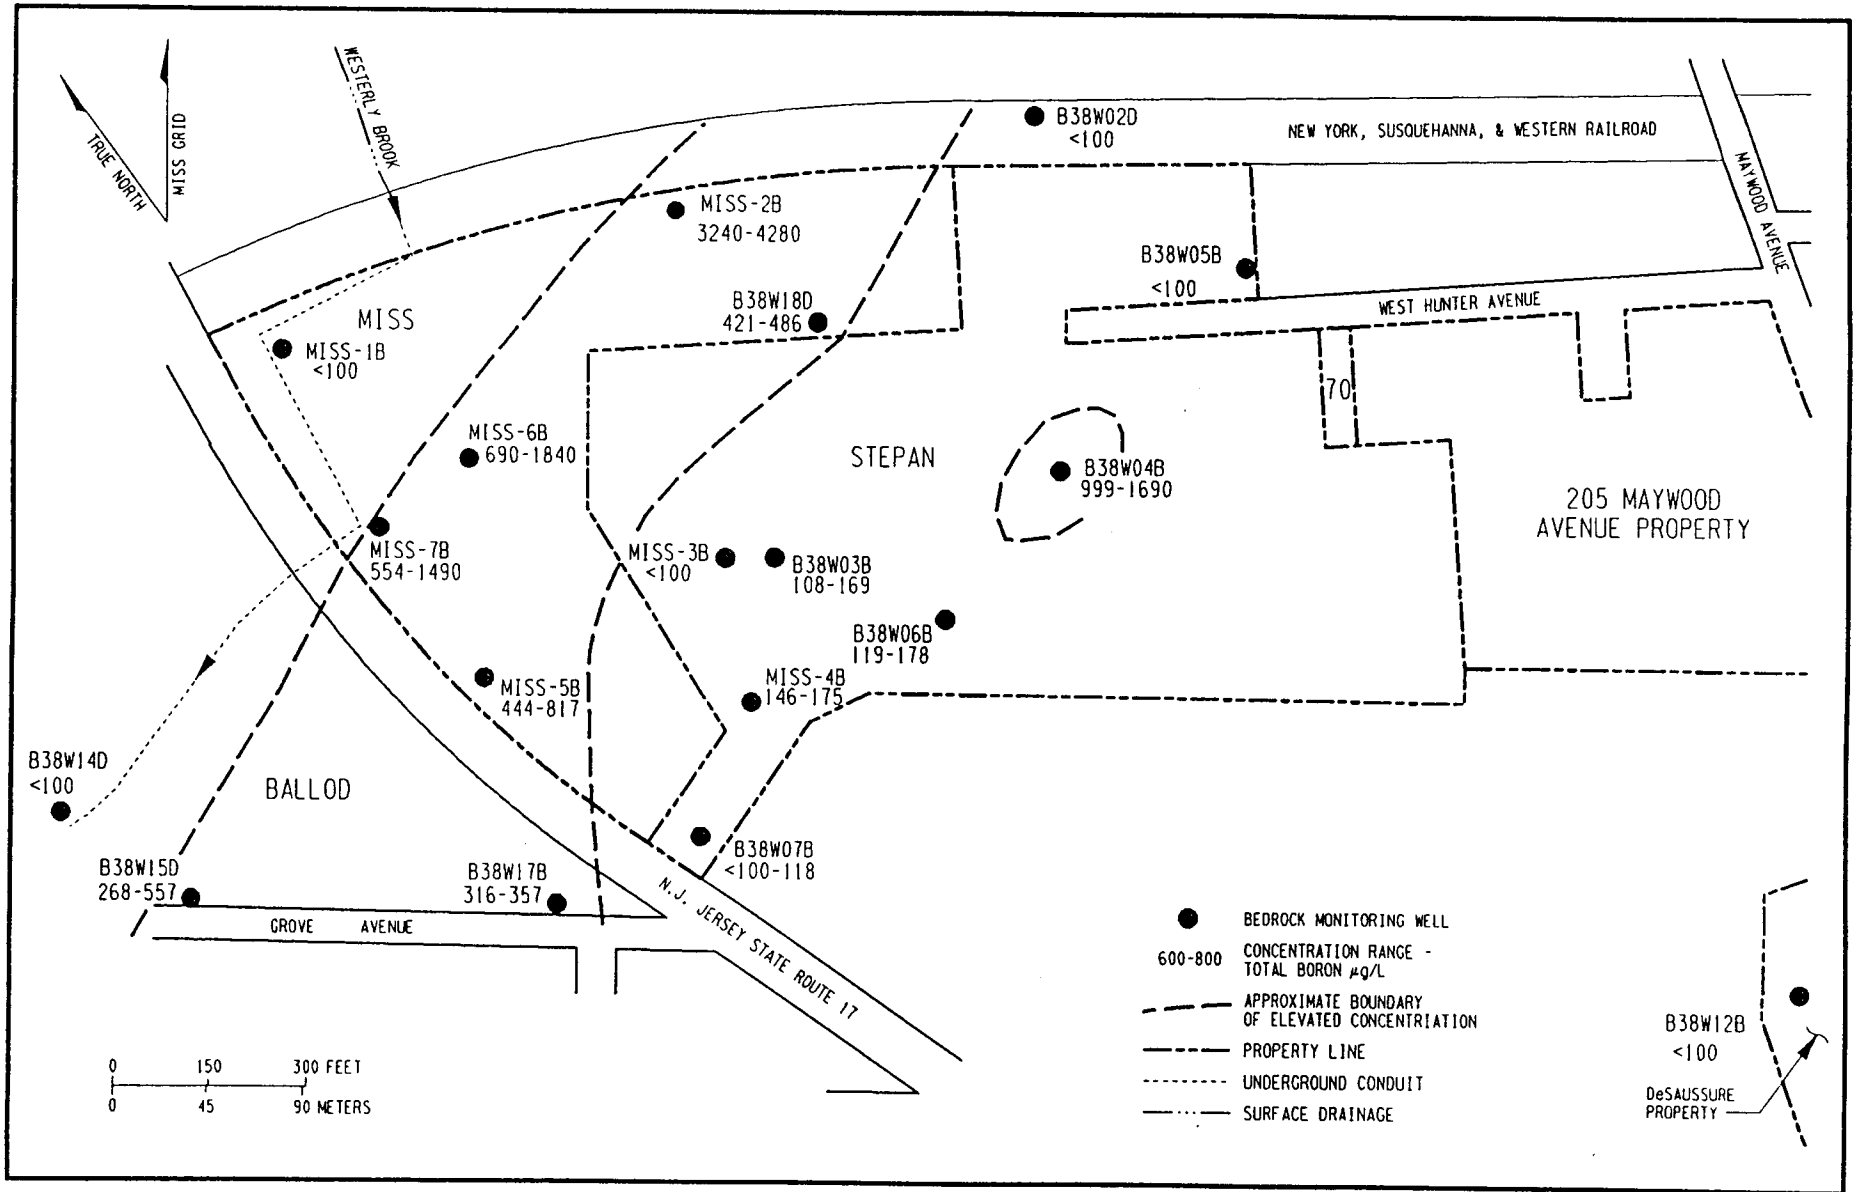 WESTERLY BROOK
MISS GRID
TRUE NORTH
B38W02D
<100
NEW YORK, SUSQUEHANNA, & WESTERN RAILROAD
MAYWOOD AVENUE
MISS-2B
3240-4280
B38W05B
<100
B38W18D
421-486
WEST HUNTER AVENUE
MISS
MISS-1B
<100
70
MISS-6B
690-1840
STEPAN
B38W04B
999-1690
205 MAYWOOD
AVENUE PROPERTY
MISS-7B
554-1490
MISS-3B
<100
B38W03B
108-169
B38W06B
119-178
MISS-5B
444-817
MISS-4B
146-175
B38W14D
<100
BALLOD
B38W07B
<100-118
B38W15D
268-557
B38W17B
316-357
GROVE AVENUE
N.J. JERSEY STATE ROUTE 17
BEDROCK MONITORING WELL
600-800 CONCENTRATION RANGE -
TOTAL BORON µg/L
APPROXIMATE BOUNDARY
OF ELEVATED CONCENTRIATION
PROPERTY LINE
UNDERGROUND CONDUIT
SURFACE DRAINAGE
B38W12B
<100
DeSAUSSURE
PROPERTY
0 150 300 FEET
0 45 90 METERS